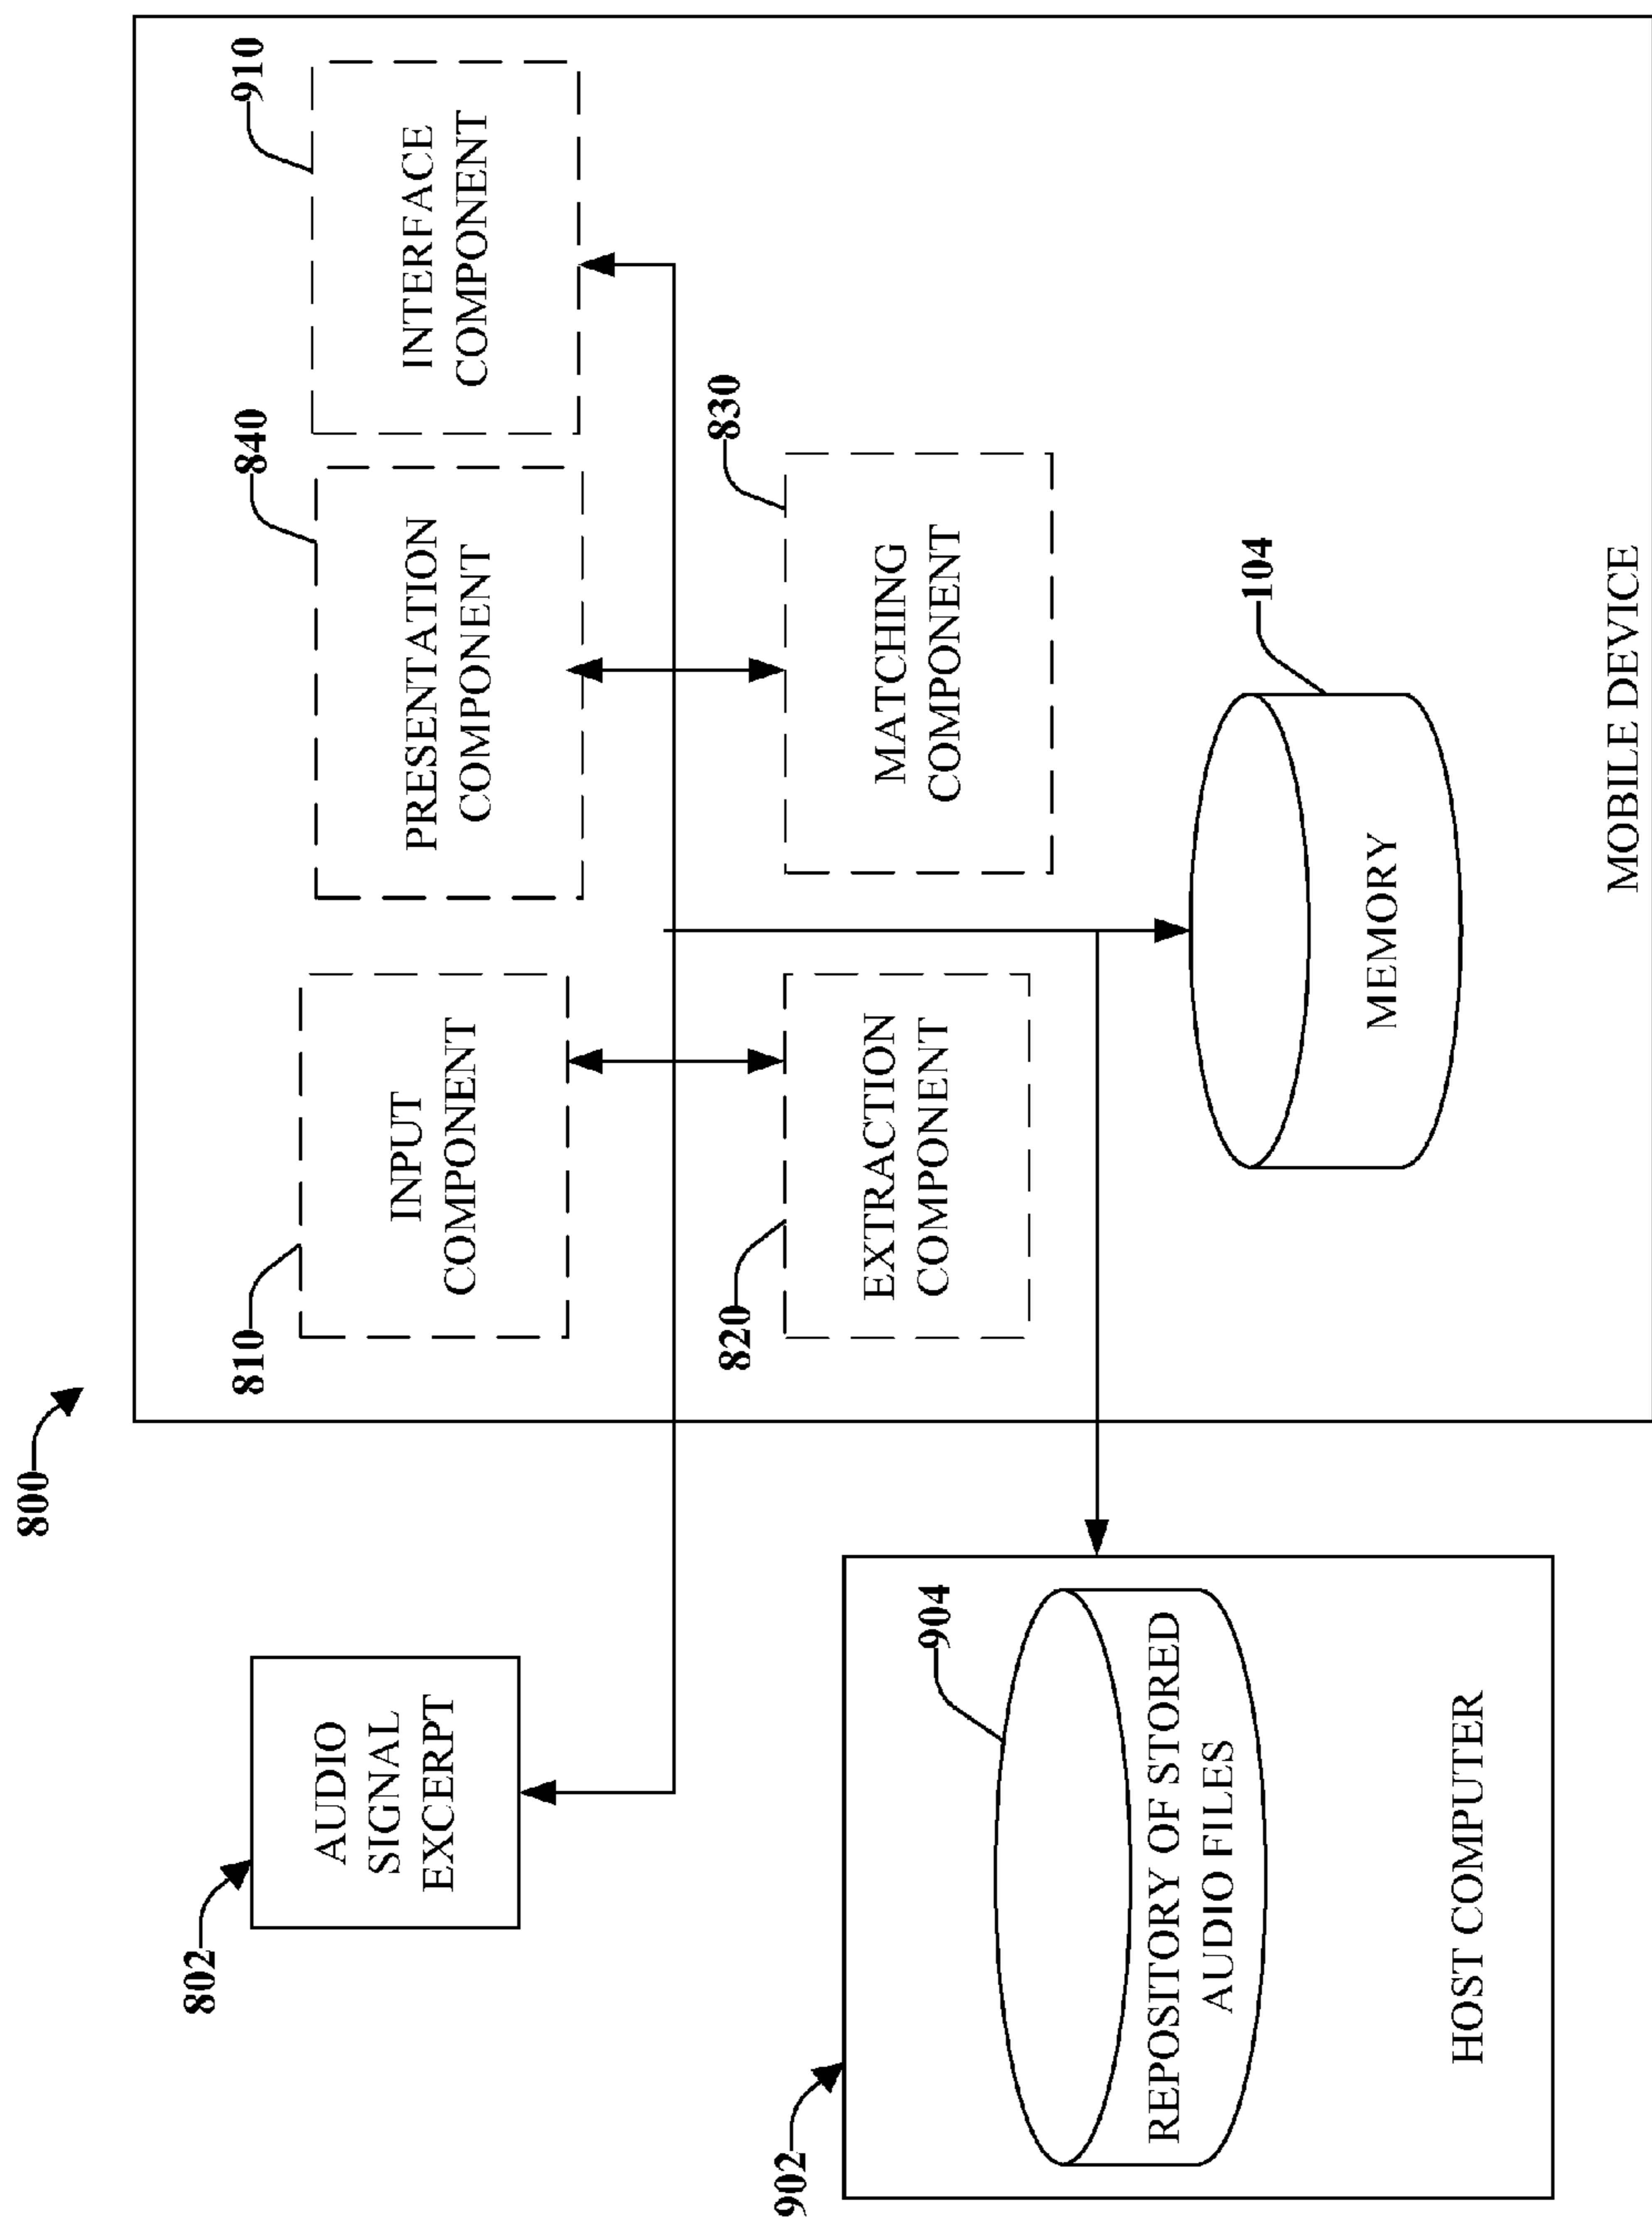 800
802
AUDIO
SIGNAL
EXCERPT
810
INPUT
COMPONENT
840
PRESENTATION
COMPONENT
910
INTERFACE
COMPONENT
820
EXTRACTION
COMPONENT
830
MATCHING
COMPONENT
902
904
REPOSITORY OF STORED
AUDIO FILES
HOST COMPUTER
104
MEMORY
MOBILE DEVICE